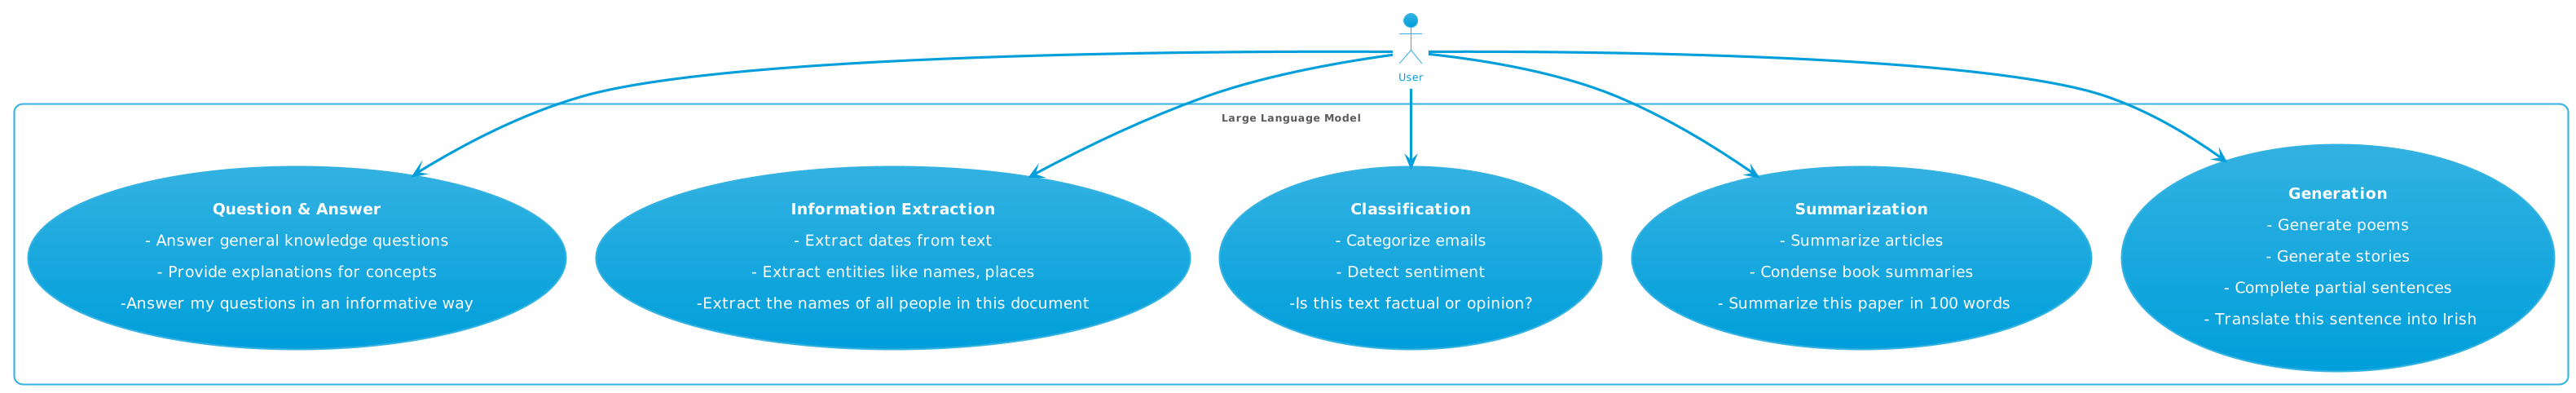 User
Large Language Model
Question & Answer
- Answer general knowledge questions
- Provide explanations for concepts
-Answer my questions in an informative way
Information Extraction
- Extract dates from text
- Extract entities like names, places
-Extract the names of all people in this document
Classification
- Categorize emails
- Detect sentiment
-Is this text factual or opinion?
Summarization
- Summarize articles
- Condense book summaries
- Summarize this paper in 100 words
Generation
- Generate poems
- Generate stories
- Complete partial sentences
- Translate this sentence into Irish